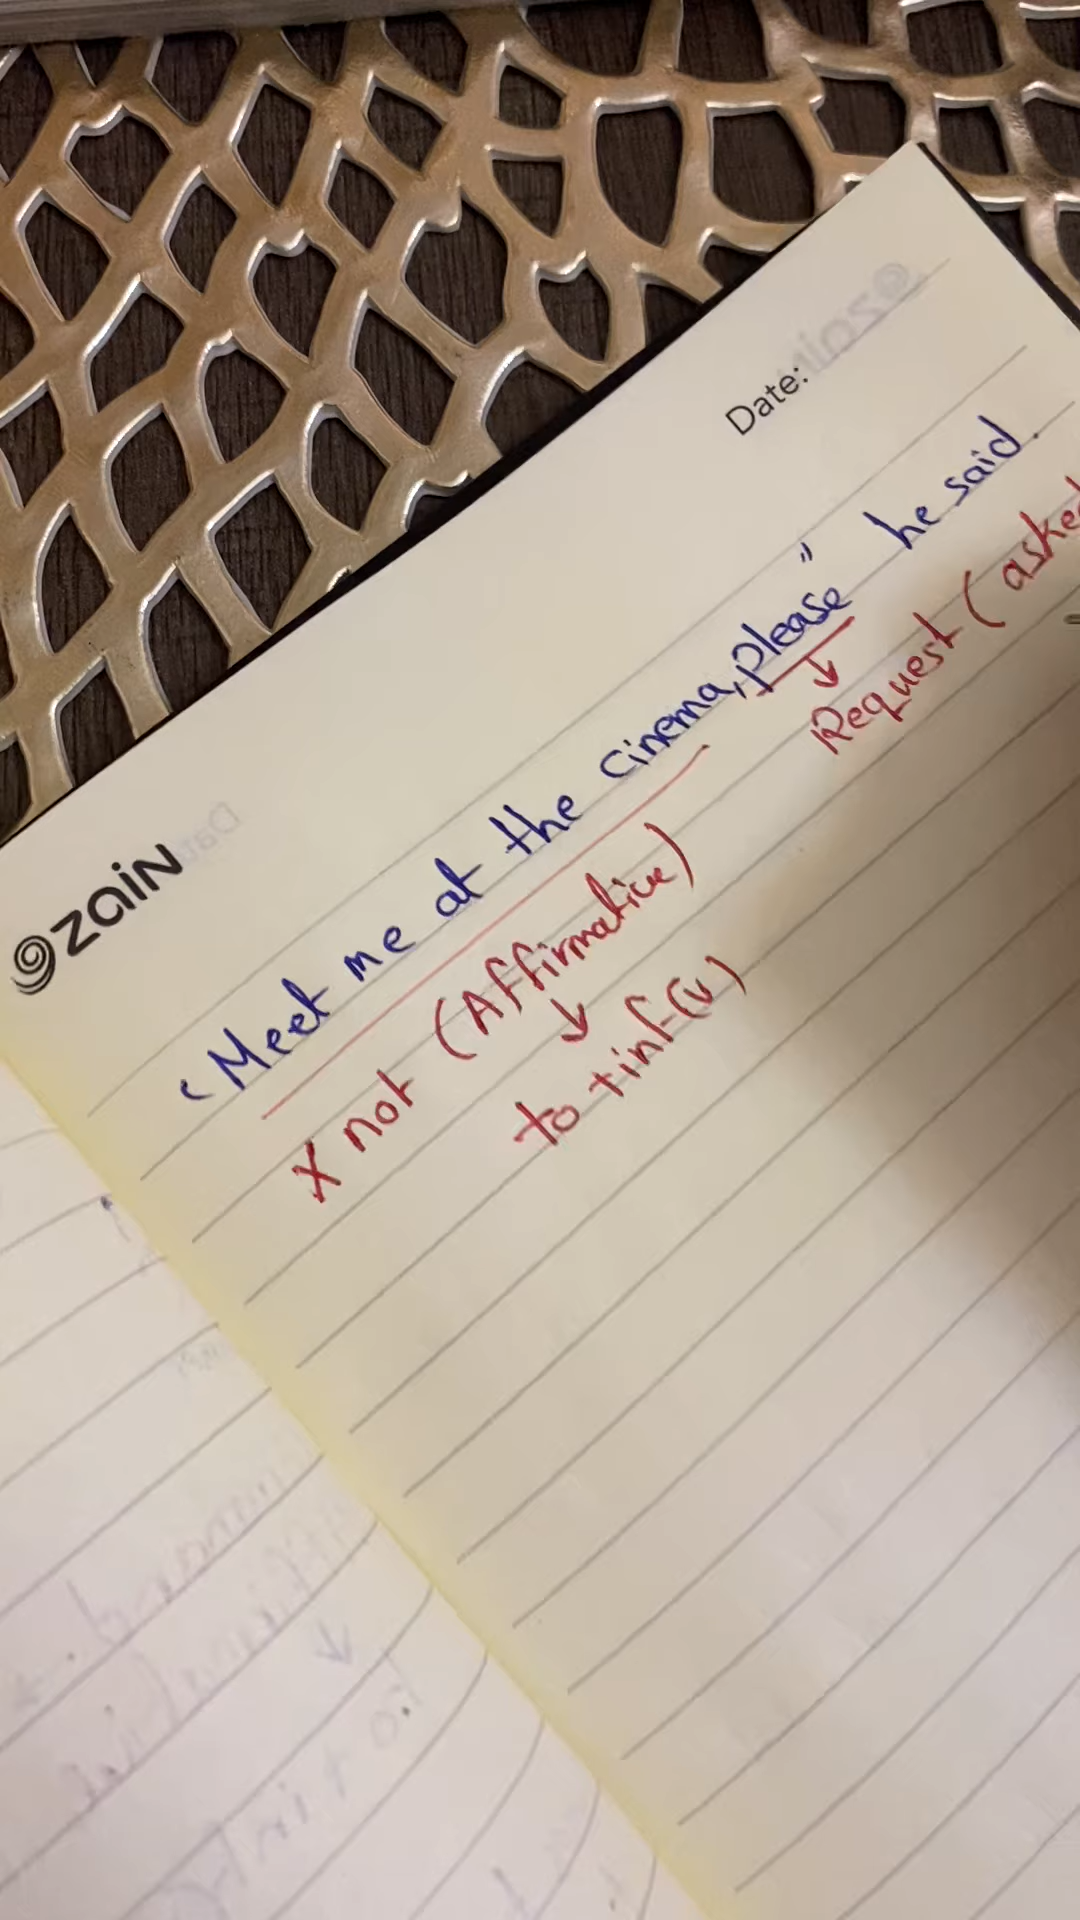 zain
Date:
"Meet me at the cinema, please" he said.
Request (asked
X not (Affirmative)
to + inf (v)